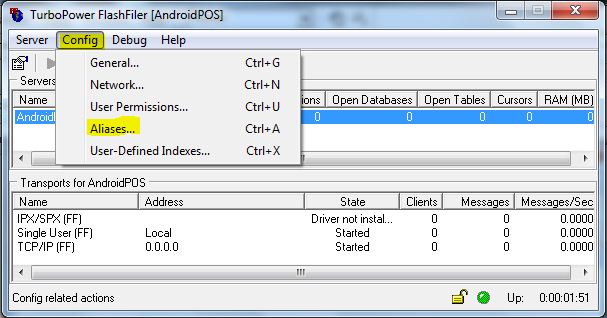 TurboPower FlashFiler [AndroidPOS]
Server Config Debug Help
General... Ctrl+G
Network... Ctrl+N
User Permissions... Ctrl+U
Aliases... Ctrl+A
User-Defined Indexes... Ctrl+X
Servers
Name Open Databases Open Tables Cursors RAM (MB)
0 0 0 0 0
Transports for AndroidPOS
Name Address State Clients Messages Messages/Sec
IPX/SPX (FF) Driver not instal... 0 0 0.0000
Single User (FF) Local Started 0 0 0.0000
TCP/IP (FF) 0.0.0.0 Started 0 0 0.0000
Config related actions Up: 0:00:01:51